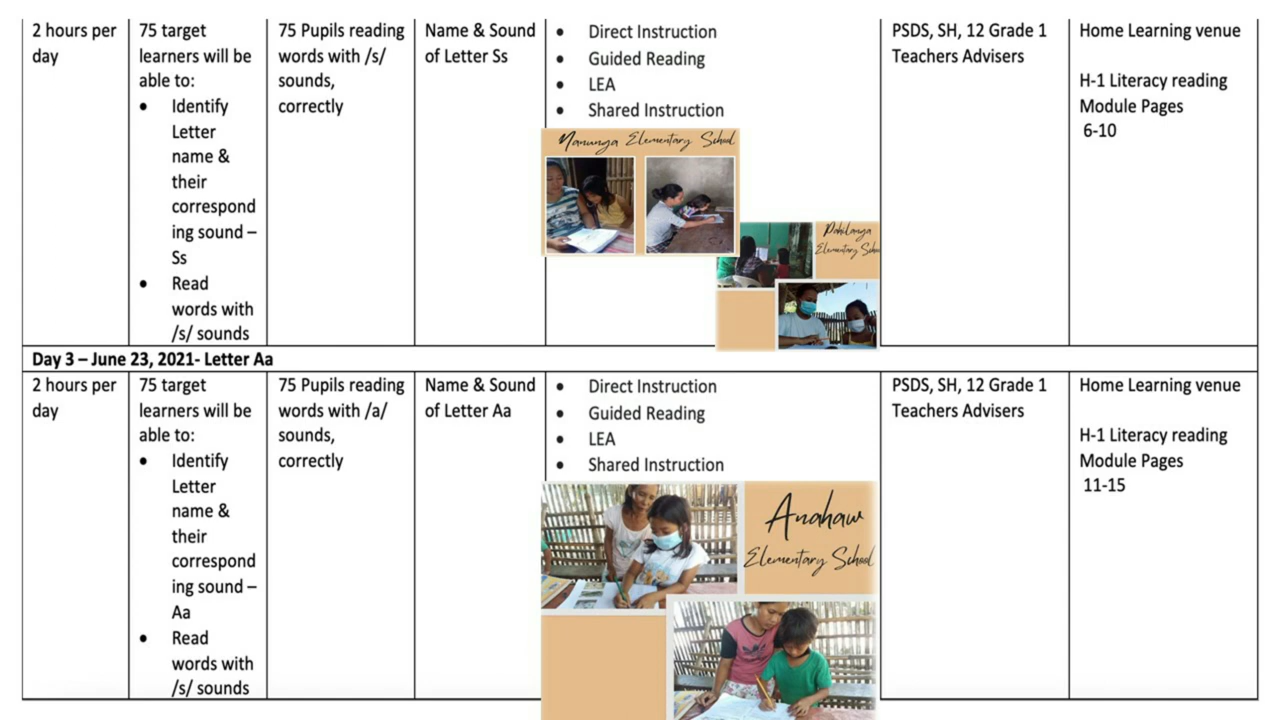 2 hours per
day
75 target
learners will be
able to:
• Identify
Letter
name &
their
correspond
ing sound –
Ss
• Read
words with
/s/ sounds
75 Pupils reading
words with /s/
sounds,
correctly
Name & Sound
of Letter Ss
• Direct Instruction
• Guided Reading
• LEA
• Shared Instruction
Nanunga Elementary School
Pahilanga
Elementary School
PSDS, SH, 12 Grade 1
Teachers Advisers
Home Learning venue
H-1 Literacy reading
Module Pages
6-10
Day 3 – June 23, 2021- Letter Aa
2 hours per
day
75 target
learners will be
able to:
• Identify
Letter
name &
their
correspond
ing sound –
Aa
• Read
words with
/s/ sounds
75 Pupils reading
words with /a/
sounds,
correctly
Name & Sound
of Letter Aa
• Direct Instruction
• Guided Reading
• LEA
• Shared Instruction
Anahaw
Elementary School
PSDS, SH, 12 Grade 1
Teachers Advisers
Home Learning venue
H-1 Literacy reading
Module Pages
11-15